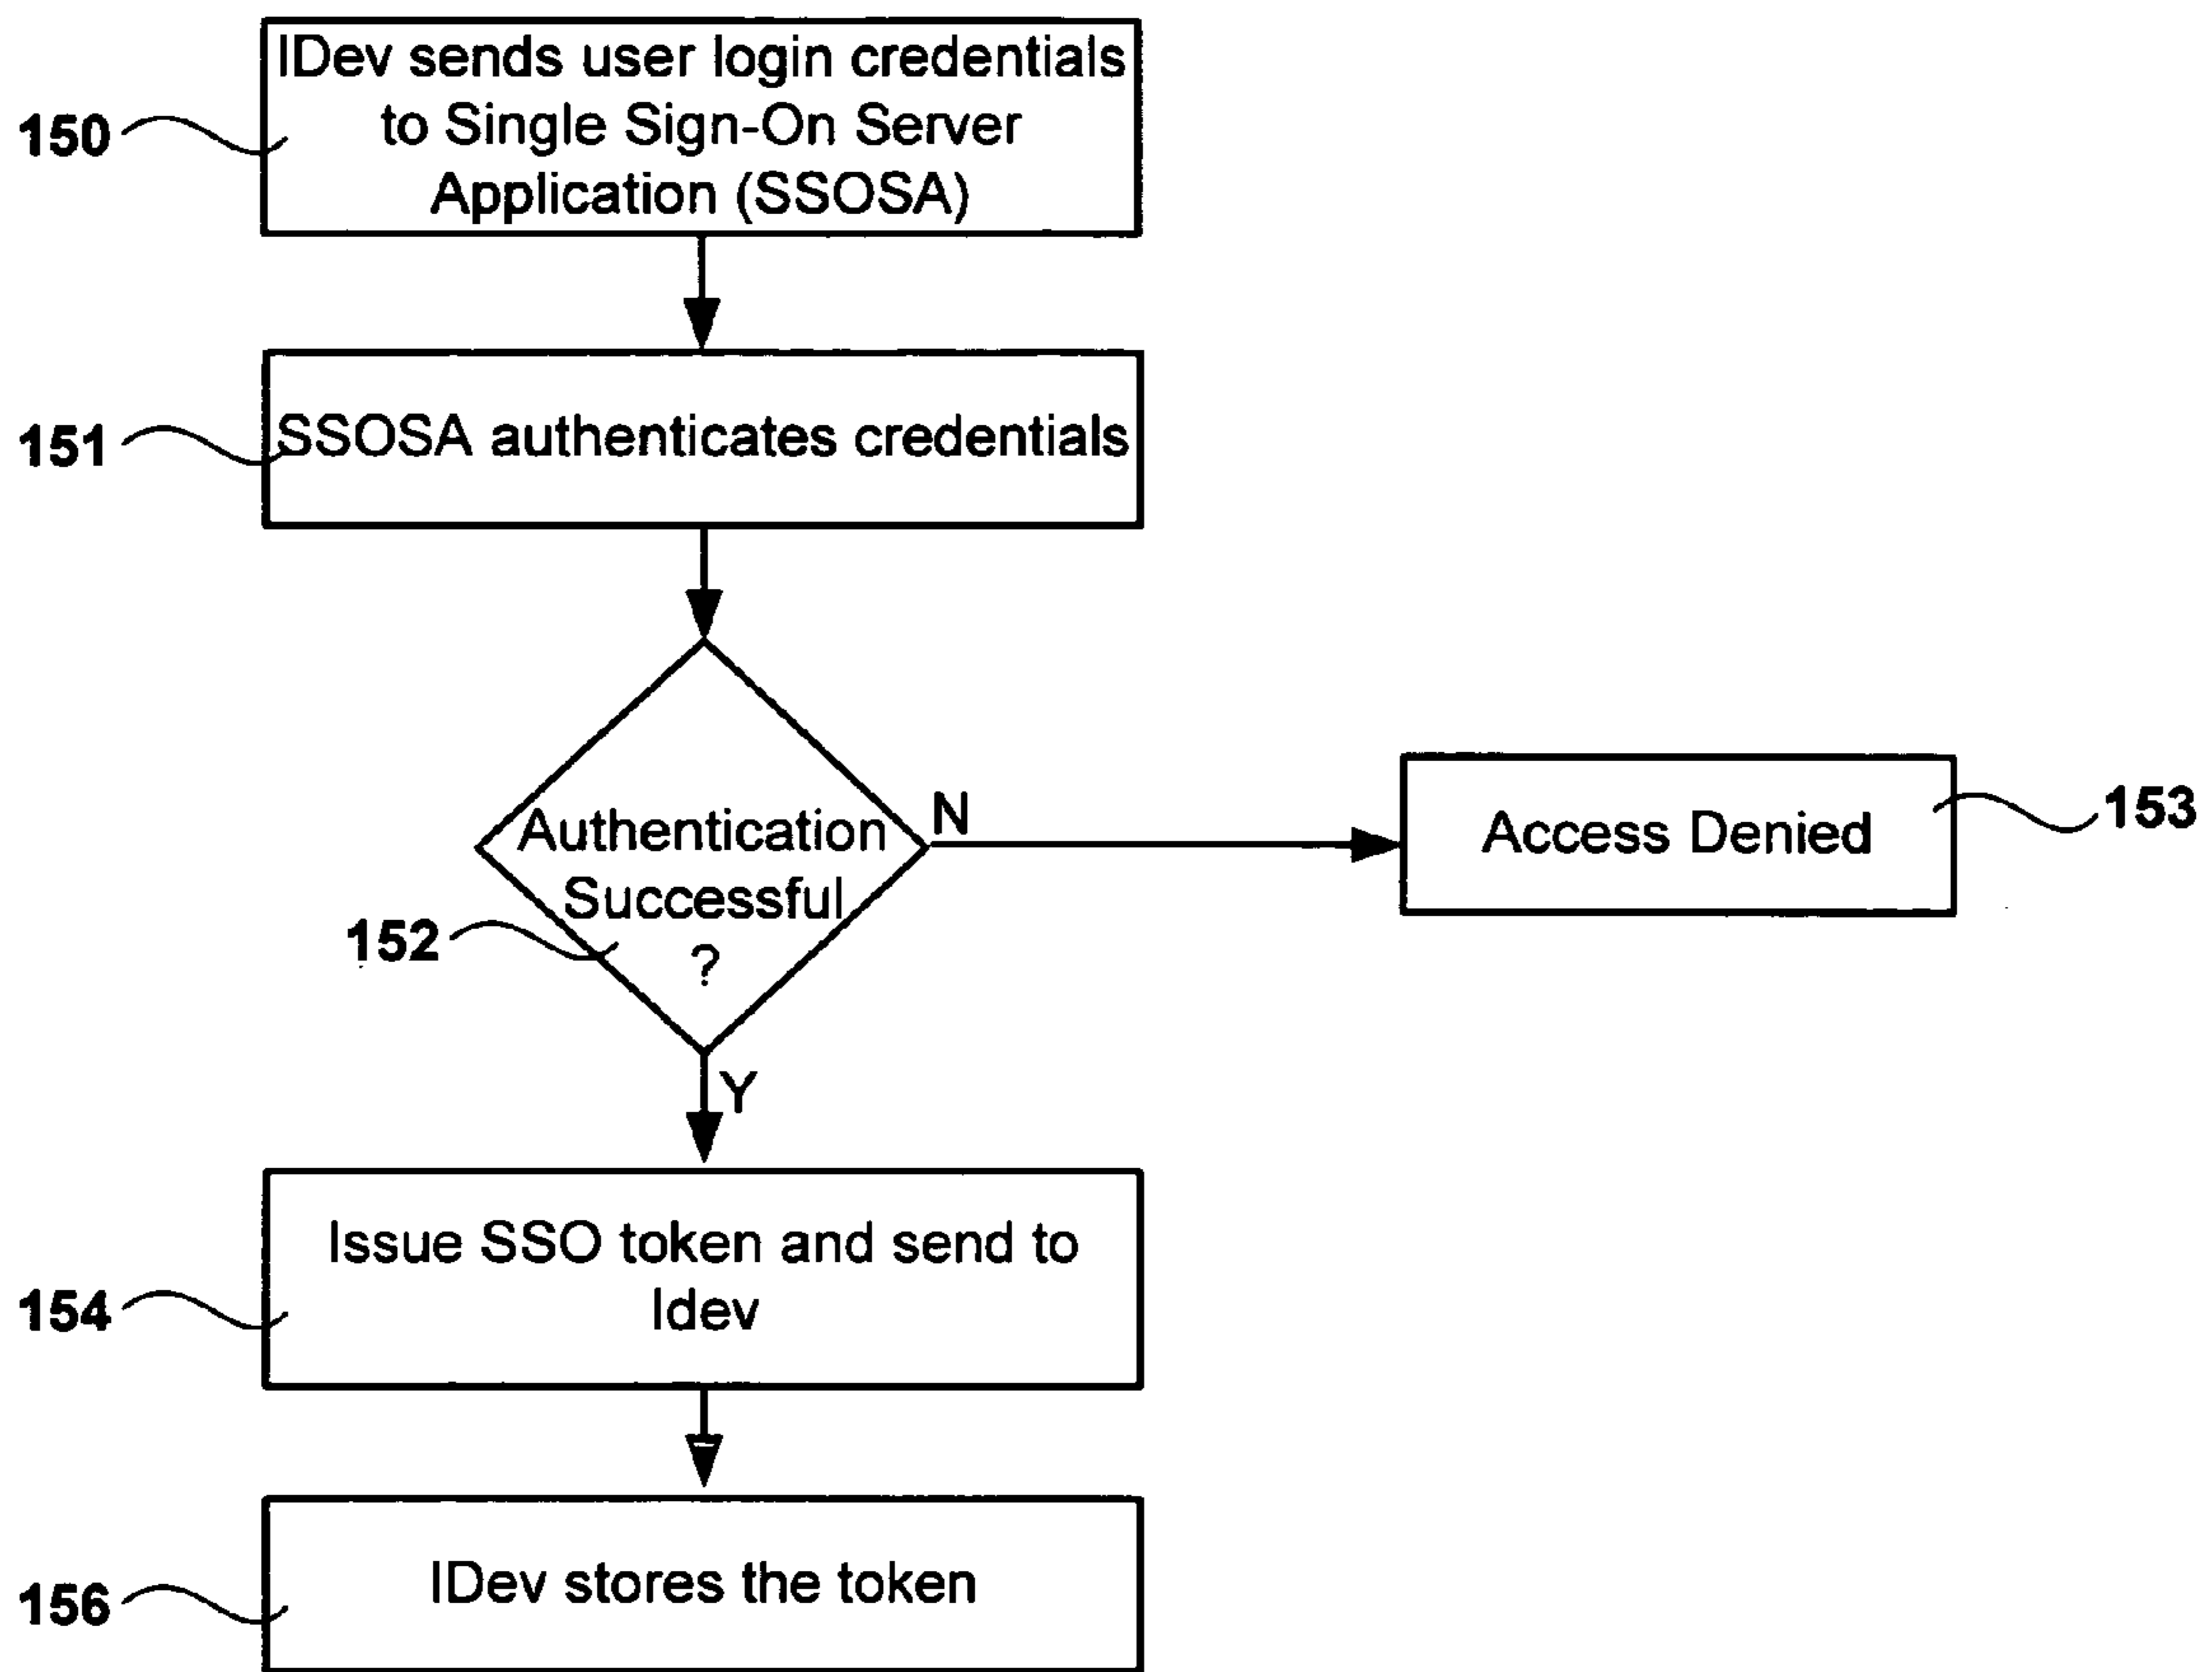 IDev sends user login credentials
to Single Sign-On Server
Application (SSOSA)
150
SSOSA authenticates credentials
151
Authentication
Successful
?
152
N
Access Denied
153
Y
Issue SSO token and send to
Idev
154
IDev stores the token
156